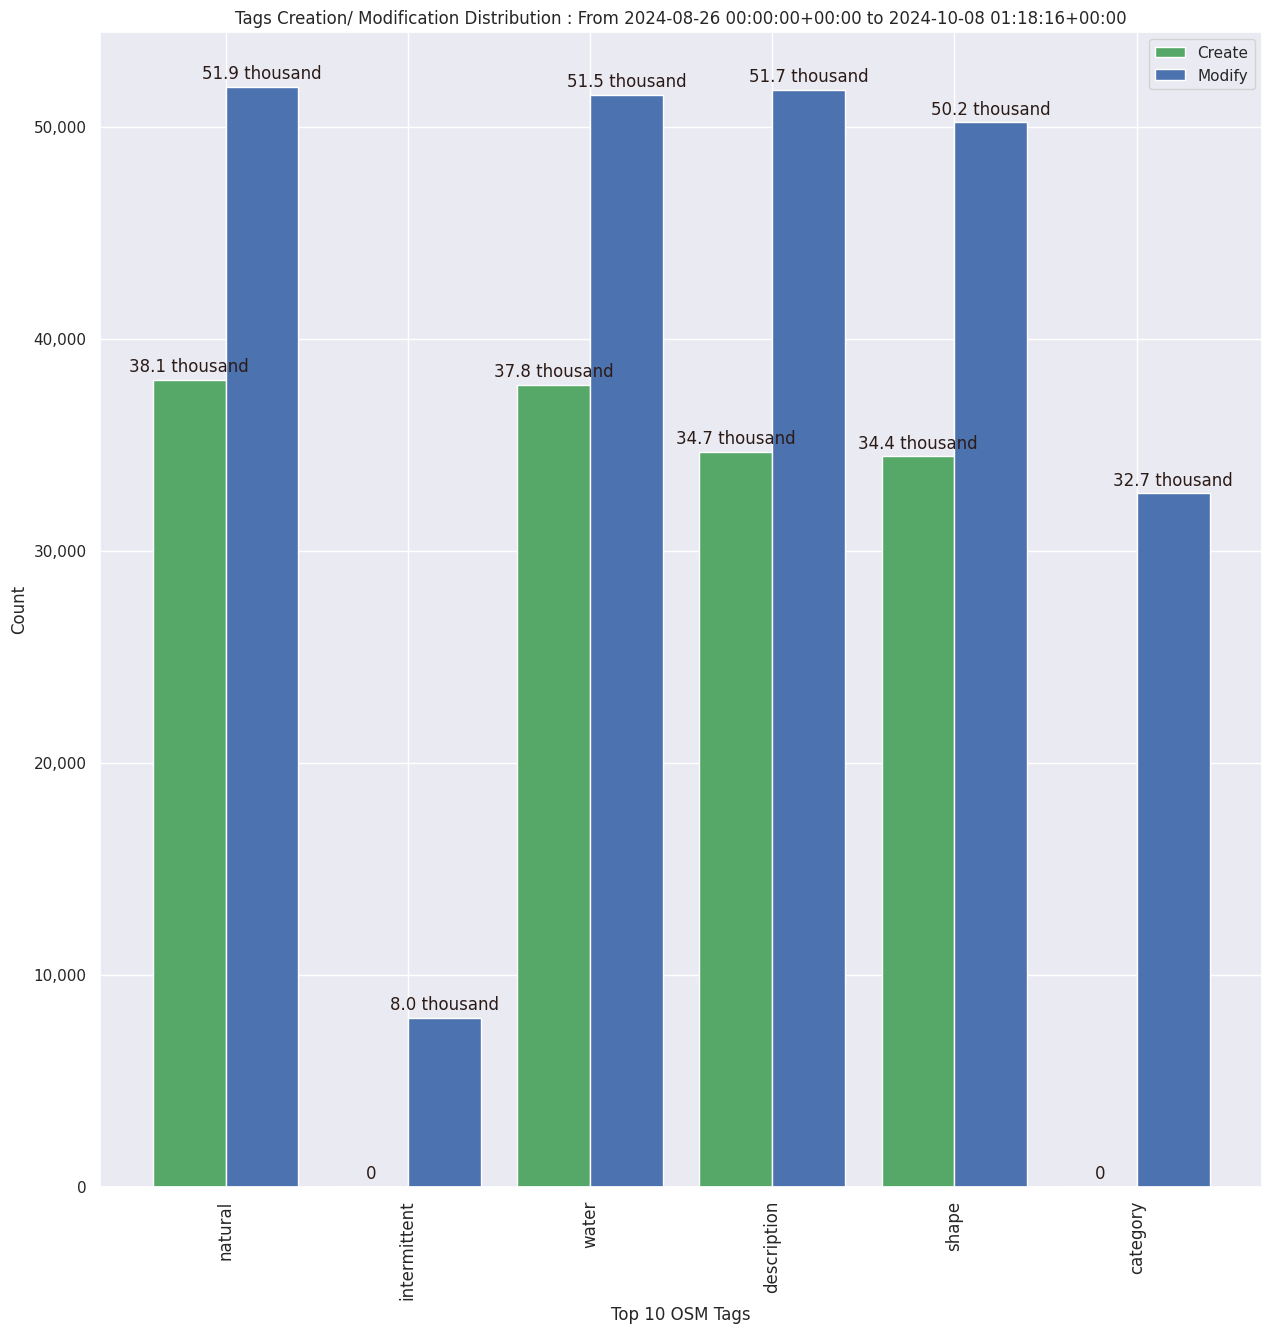 Tags Creation/ Modification Distribution : From 2024-08-26 00:00:00+00:00 to 2024-10-08 01:18:16+00:00
Create
Modify
51.9 thousand
51.5 thousand
51.7 thousand
50.2 thousand
38.1 thousand
37.8 thousand
34.7 thousand
34.4 thousand
32.7 thousand
8.0 thousand
0
0
50,000
40,000
30,000
20,000
10,000
0
Count
natural
intermittent
water
description
shape
category
Top 10 OSM Tags